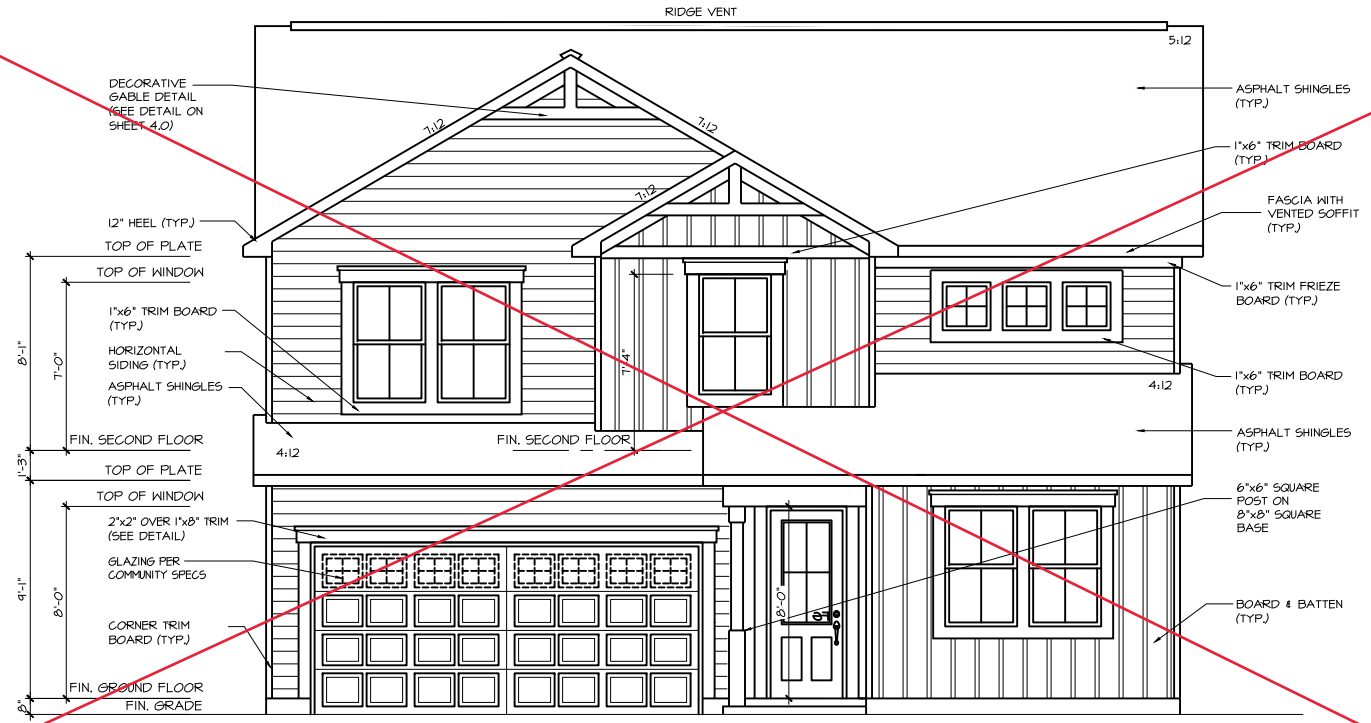 RIDGE VENT
5:12
DECORATIVE
GABLE DETAIL
(SEE DETAIL ON
SHEET 4.0)
7:12
7:12
7:12
12" HEEL (TYP.)
TOP OF PLATE
TOP OF WINDOW
1"x6" TRIM BOARD
(TYP.)
HORIZONTAL
SIDING (TYP.)
ASPHALT SHINGLES
(TYP.)
8'-1"
7'-0"
7'-4"
FIN. SECOND FLOOR
FIN. SECOND FLOOR
4:12
1'-3"
TOP OF PLATE
TOP OF WINDOW
2"x2" OVER 1"x8" TRIM
(SEE DETAIL)
GLAZING PER
COMMUNITY SPECS
9'-1"
8'-0"
8'-0"
CORNER TRIM
BOARD (TYP.)
FIN. GROUND FLOOR
FIN. GRADE
8"
ASPHALT SHINGLES
(TYP.)
1"x6" TRIM BOARD
(TYP.)
FASCIA WITH
VENTED SOFFIT
(TYP.)
1"x6" TRIM FRIEZE
BOARD (TYP.)
1"x6" TRIM BOARD
(TYP.)
4:12
ASPHALT SHINGLES
(TYP.)
6"x6" SQUARE
POST ON
8"x8" SQUARE
BASE
BOARD & BATTEN
(TYP.)